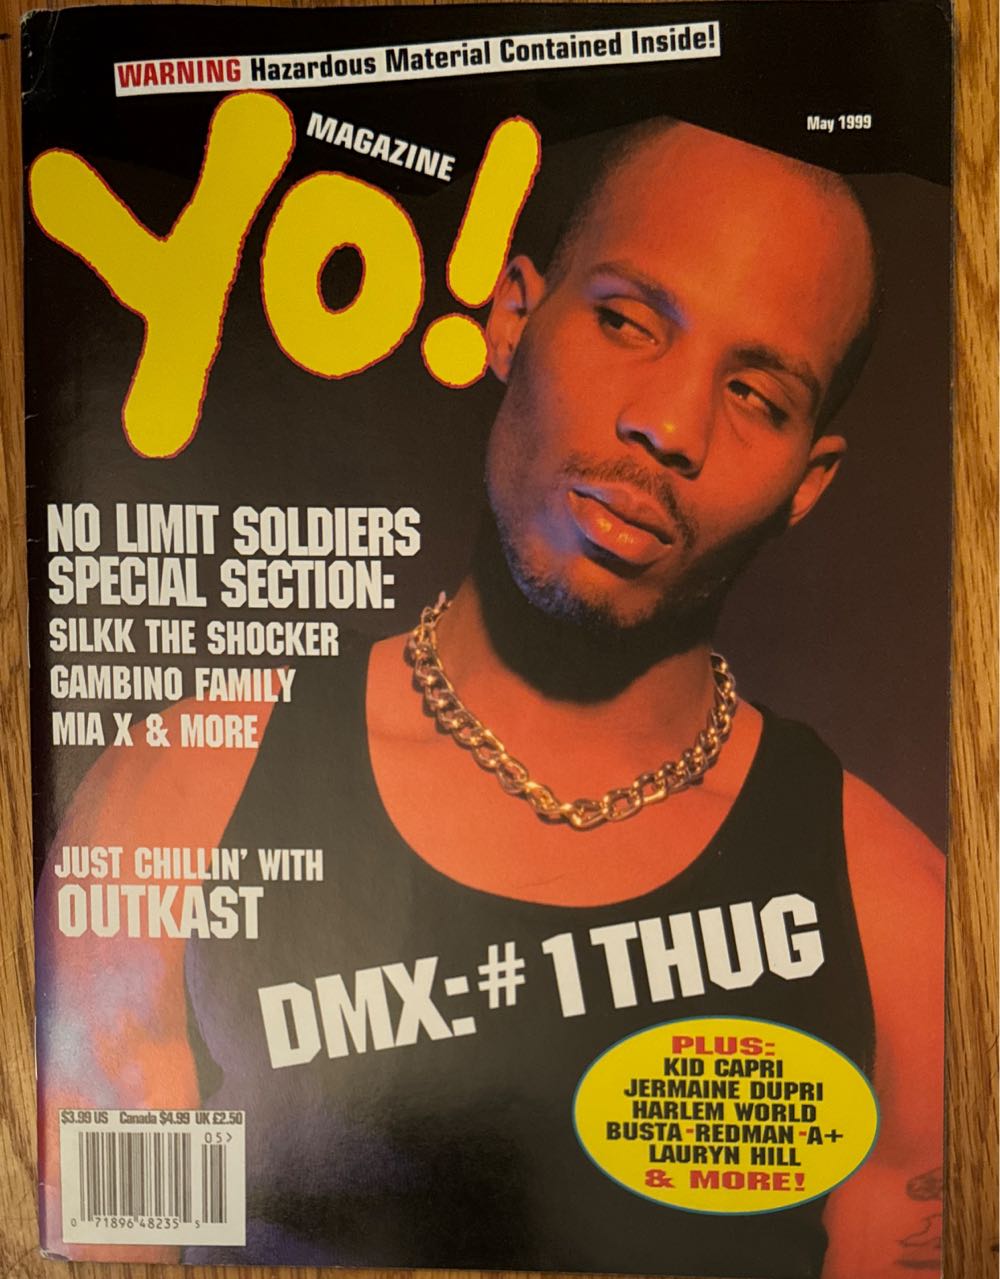 WARNING Hazardous Material Contained Inside!
YO!
MAGAZINE
May 1999
NO LIMIT SOLDIERS
SPECIAL SECTION:
SILKK THE SHOCKER
GAMBINO FAMILY
MIA X & MORE
JUST CHILLIN' WITH
OUTKAST
DMX: # 1 THUG
PLUS:
KID CAPRI
JERMAINE DUPRI
HARLEM WORLD
BUSTA - REDMAN - A+
LAURYN HILL
& MORE!
$3.99 US Canada $4.99 UK £2.50
05>
0 71896 48235 5